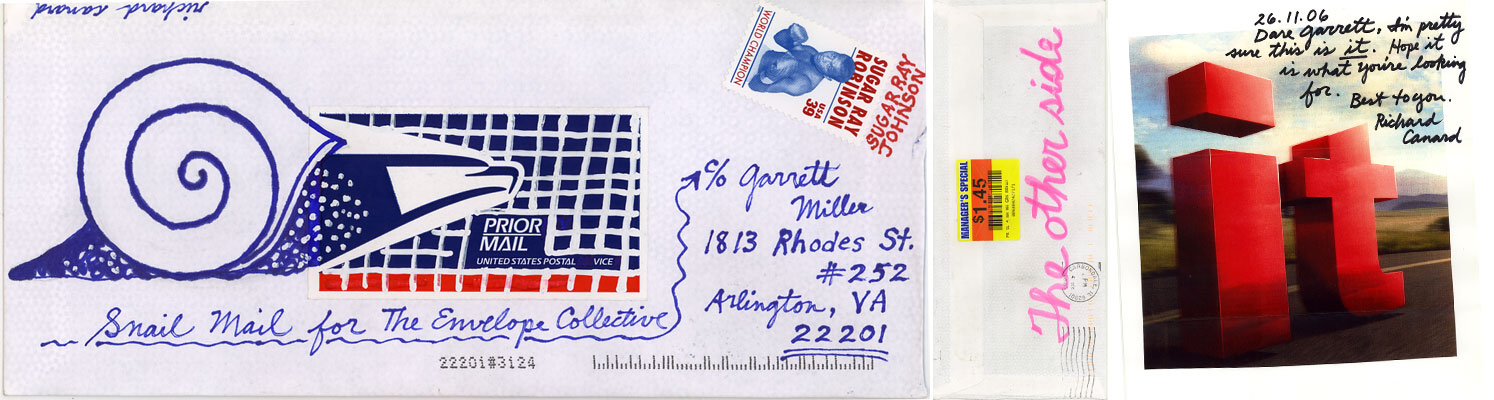 richard canard
WORLD CHAMPION
SUGAR RAY
ROBINSON
USA
39
SUGAR RAY
JOHNSON
PRIOR
MAIL
UNITED STATES POSTAL VICE
c/o Garrett
Miller
1813 Rhodes St.
#252
Arlington, VA
22201
Snail Mail for The Envelope Collective
22201#3124
The other side
MANAGER'S SPECIAL
$1.45
26.11.06
Dare Garrett, I'm pretty
sure this is it. Hope it
is what you're looking
for.
Best to you.
Richard
Canard
it